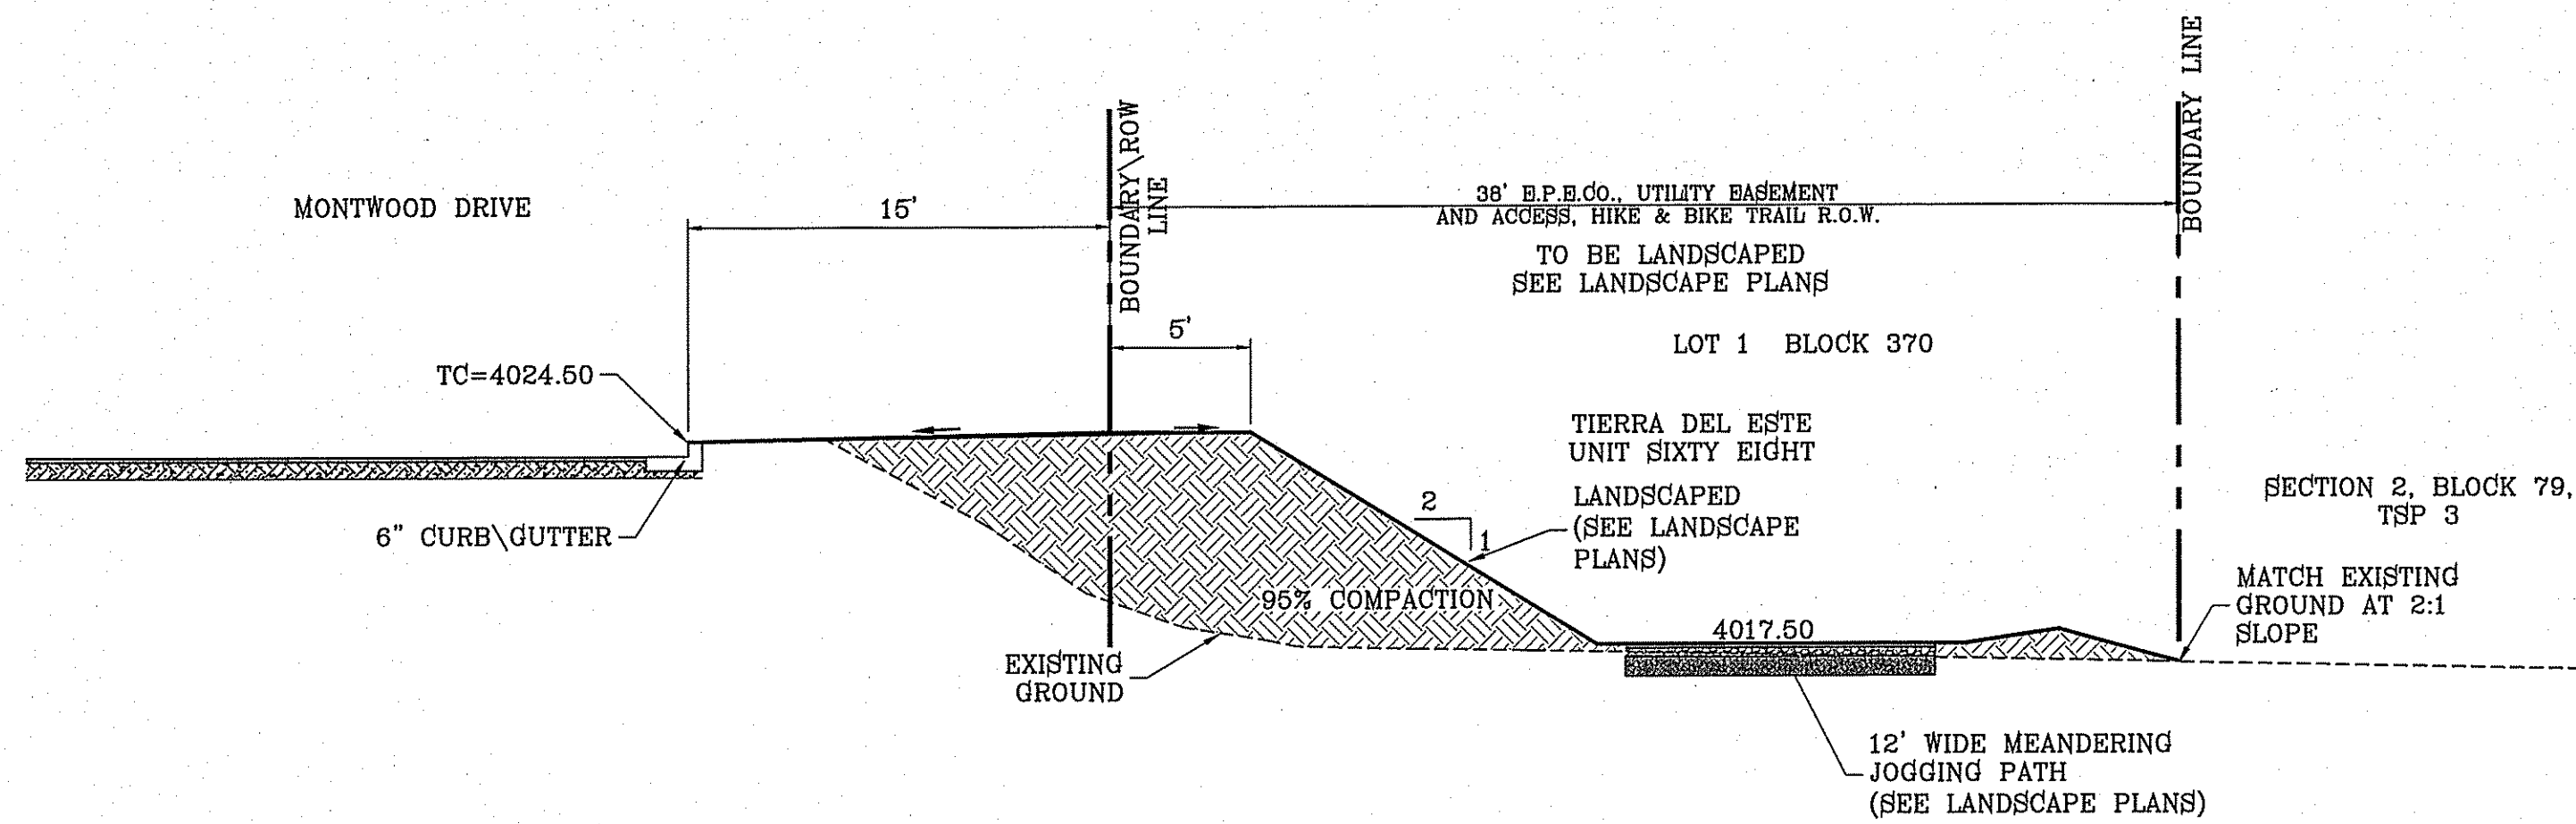 MONTWOOD DRIVE
15'
BOUNDARY\ROW
LINE
38' E.P.E.CO., UTILITY EASEMENT
AND ACCESS, HIKE & BIKE TRAIL R.O.W.
TO BE LANDSCAPED
SEE LANDSCAPE PLANS
BOUNDARY LINE
5'
LOT 1 BLOCK 370
TC=4024.50
TIERRA DEL ESTE
UNIT SIXTY EIGHT
6" CURB\GUTTER
2
1
LANDSCAPED
(SEE LANDSCAPE
PLANS)
SECTION 2, BLOCK 79,
TSP 3
95% COMPACTION
4017.50
MATCH EXISTING
GROUND AT 2:1
SLOPE
EXISTING
GROUND
12' WIDE MEANDERING
JOGGING PATH
(SEE LANDSCAPE PLANS)